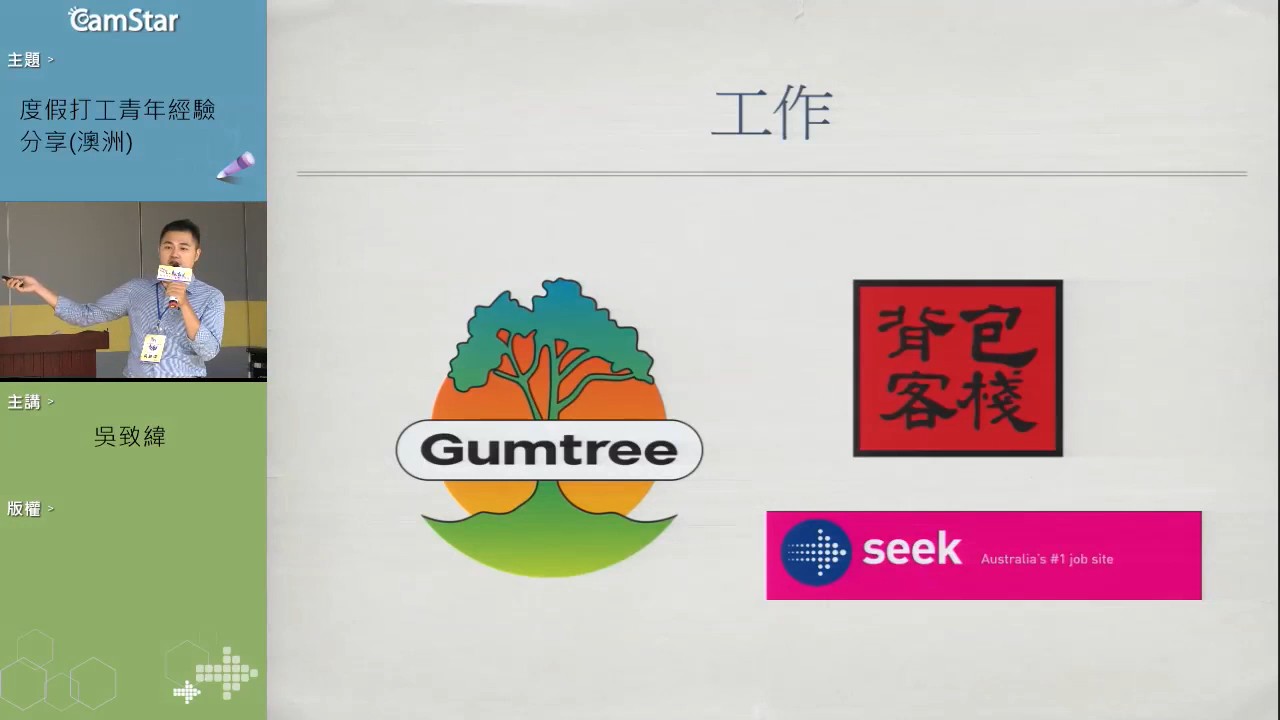 CamStar
主題 >
度假打工青年經驗
分享(澳洲)
主講 >
吳致緯
版權 >
工作
Gumtree
背包
客棧
seek Australia's #1 job site